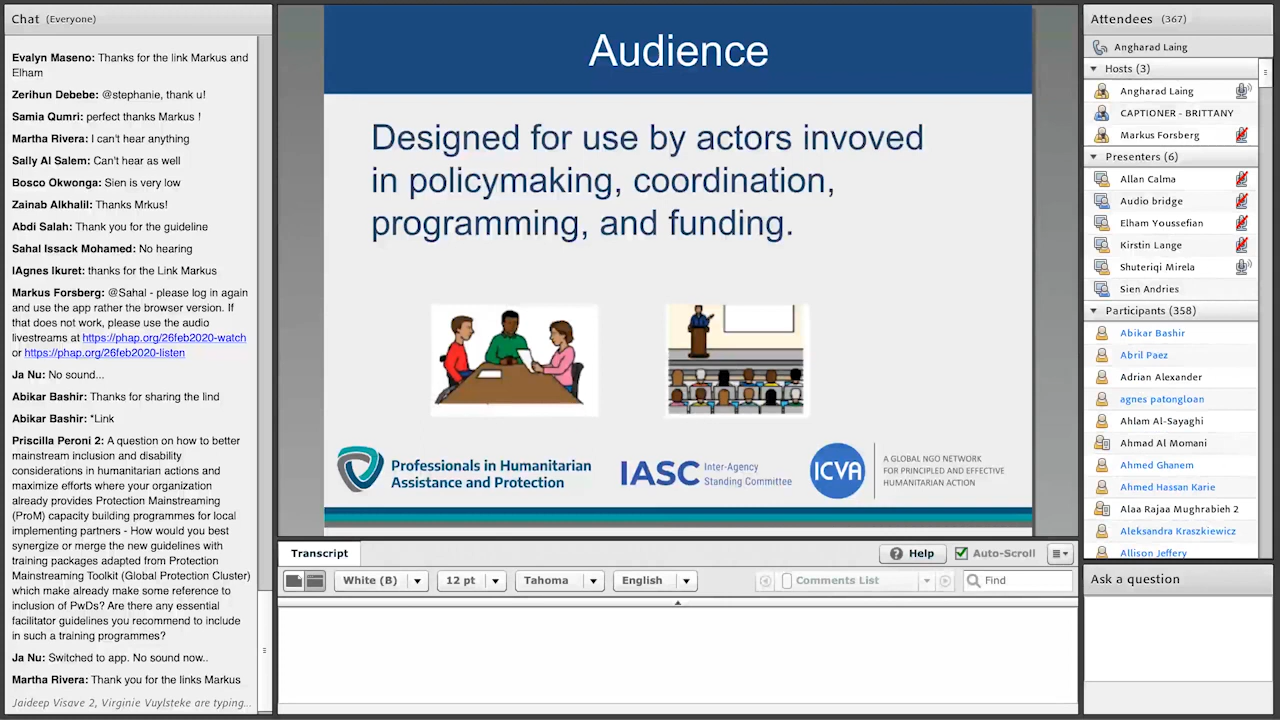 Chat (Everyone)
Evalyn Maseno: Thanks for the link Markus and
Elham
Zerihun Debebe: @stephanie, thank u!
Samia Qumri: perfect thanks Markus !
Martha Rivera: I can't hear anything
Sally Al Salem: Can't hear as well
Bosco Okwonga: Sien is very low
Zainab Alkhalil: Thanks Mrkus!
Abdi Salah: Thank you for the guideline
Sahal Issack Mohamed: No hearing
IAgnes Ikuret: thanks for the Link Markus
Markus Forsberg: @Sahal - please log in again
and use the app rather the browser version. If
that does not work, please use the audio
livestreams at https://phap.org/26feb2020-watch
or https://phap.org/26feb2020-listen
Ja Nu: No sound...
Abikar Bashir: Thanks for sharing the lind
Abikar Bashir: *Link
Priscilla Peroni 2: A question on how to better
mainstream inclusion and disability
considerations in humanitarian actions and
maximize efforts where your organization
already provides Protection Mainstreaming
(ProM) capacity building programmes for local
implementing partners - How would you best
synergize or merge the new guidelines with
training packages adapted from Protection
Mainstreaming Toolkit (Global Protection Cluster)
which make already make some reference to
inclusion of PwDs? Are there any essential
facilitator guidelines you recommend to include
in such a training programmes?
Ja Nu: Switched to app. No sound now..
Martha Rivera: Thank you for the links Markus
Jaideep Visave 2, Virginie Vuylsteke are typing...
Audience
Designed for use by actors invoved
in policymaking, coordination,
programming, and funding.
Professionals in Humanitarian
Assistance and Protection
IASC Inter-Agency
Standing Committee
ICVA
A GLOBAL NGO NETWORK
FOR PRINCIPLED AND EFFECTIVE
HUMANITARIAN ACTION
Transcript
Help
Auto-Scroll
White (B)
12 pt
Tahoma
English
Comments List
Find
Attendees (367)
Angharad Laing
Hosts (3)
Angharad Laing
CAPTIONER - BRITTANY
Markus Forsberg
Presenters (6)
Allan Calma
Audio bridge
Elham Youssefian
Kirstin Lange
Shuteriqi Mirela
Sien Andries
Participants (358)
Abikar Bashir
Abril Paez
Adrian Alexander
agnes patongloan
Ahlam Al-Sayaghi
Ahmad Al Momani
Ahmed Ghanem
Ahmed Hassan Karie
Alaa Rajaa Mughrabieh 2
Aleksandra Kraszkiewicz
Allison Jeffery
Ask a question